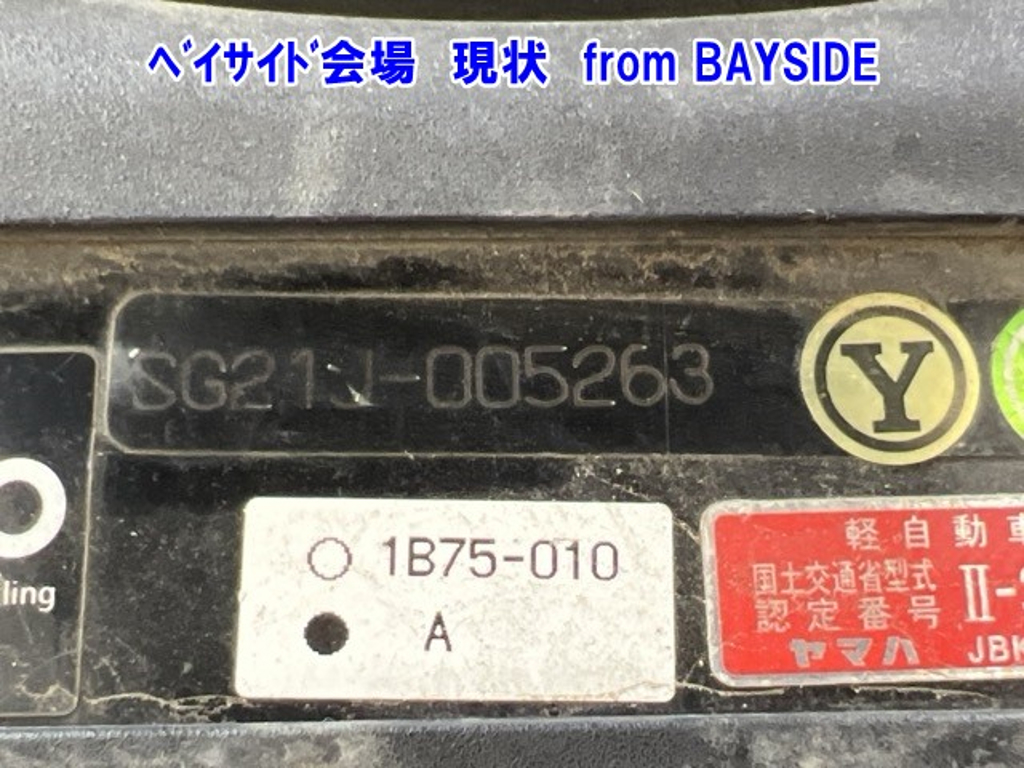 ﾍﾞｲｻｲﾄﾞ会場　現状　from BAYSIDE
SG21J-005263
Y
ling
○ 1B75-010
● A
軽自動車
国土交通省型式
認定番号 II-
ヤマハ JBK